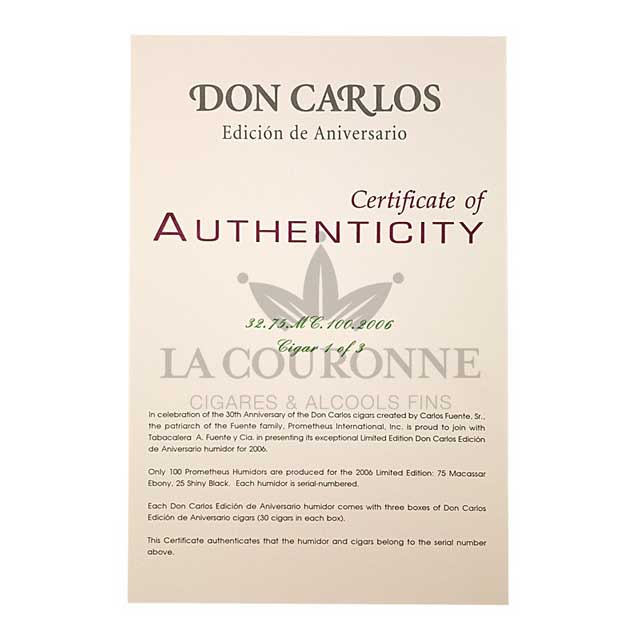 DON CARLOS
Edición de Aniversario
Certificate of
AUTHENTICITY
32.75.MC.100.2006
Cigar 1 of 3
LA COURONNE
CIGARES & ALCOOLS FINS
In celebration of the 30th Anniversary of the Don Carlos cigars created by Carlos Fuente, Sr.,
the patriarch of the Fuente family, Prometheus International, Inc. is proud to join with
Tabacalera A. Fuente y Cia. in presenting its exceptional Limited Edition Don Carlos Edición
de Aniversario humidor for 2006.
Only 100 Prometheus Humidors are produced for the 2006 Limited Edition: 75 Macassar
Ebony, 25 Shiny Black. Each humidor is serial-numbered.
Each Don Carlos Edición de Aniversario humidor comes with three boxes of Don Carlos
Edición de Aniversario cigars (30 cigars in each box).
This Certificate authenticates that the humidor and cigars belong to the serial number
above.